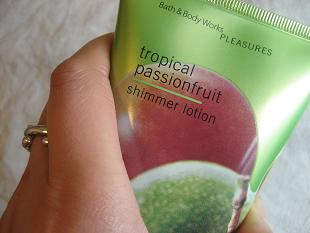 Bath & Body Works
PLEASURES
tropical
passionfruit
shimmer lotion